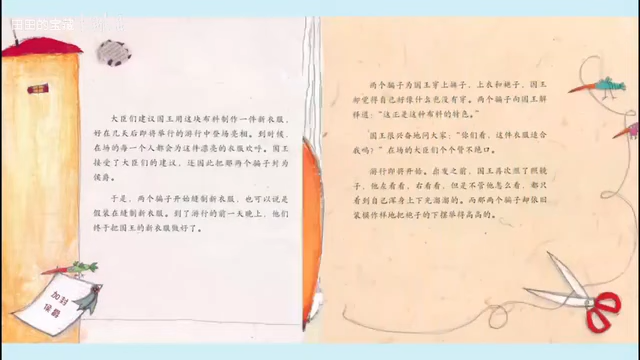 大臣们建议国王用这块布料制作一件新衣服,
好在几天后即将举行的游行中登场亮相。到时候,
在场的每一个人都会为这件漂亮的衣服欢呼。国王
接受了大臣们的建议,还因此把那两个骗子封为
侯爵。
于是,两个骗子开始缝制新衣服,也可以说是
假装在缝制新衣服。到了游行的前一天晚上,他们
终于把国王的新衣服做好了。
加封
侯爵
两个骗子为国王穿上裤子、上衣和袍子,国王
却觉得自己好像什么也没有穿。两个骗子向国王解
释道:“这正是这种布料的特色。”
国王很兴奋地问大家:“你们看,这件衣服适合
我吗?”在场的大臣们个个赞不绝口。
游行即将开始。出发之前,国王再次照了照镜
子,他左看看,右看看,但是不管他怎么看,都只
看到自己浑身上下光溜溜的。而那两个骗子却依旧
装模作样地把袍子的下摆举得高高的。